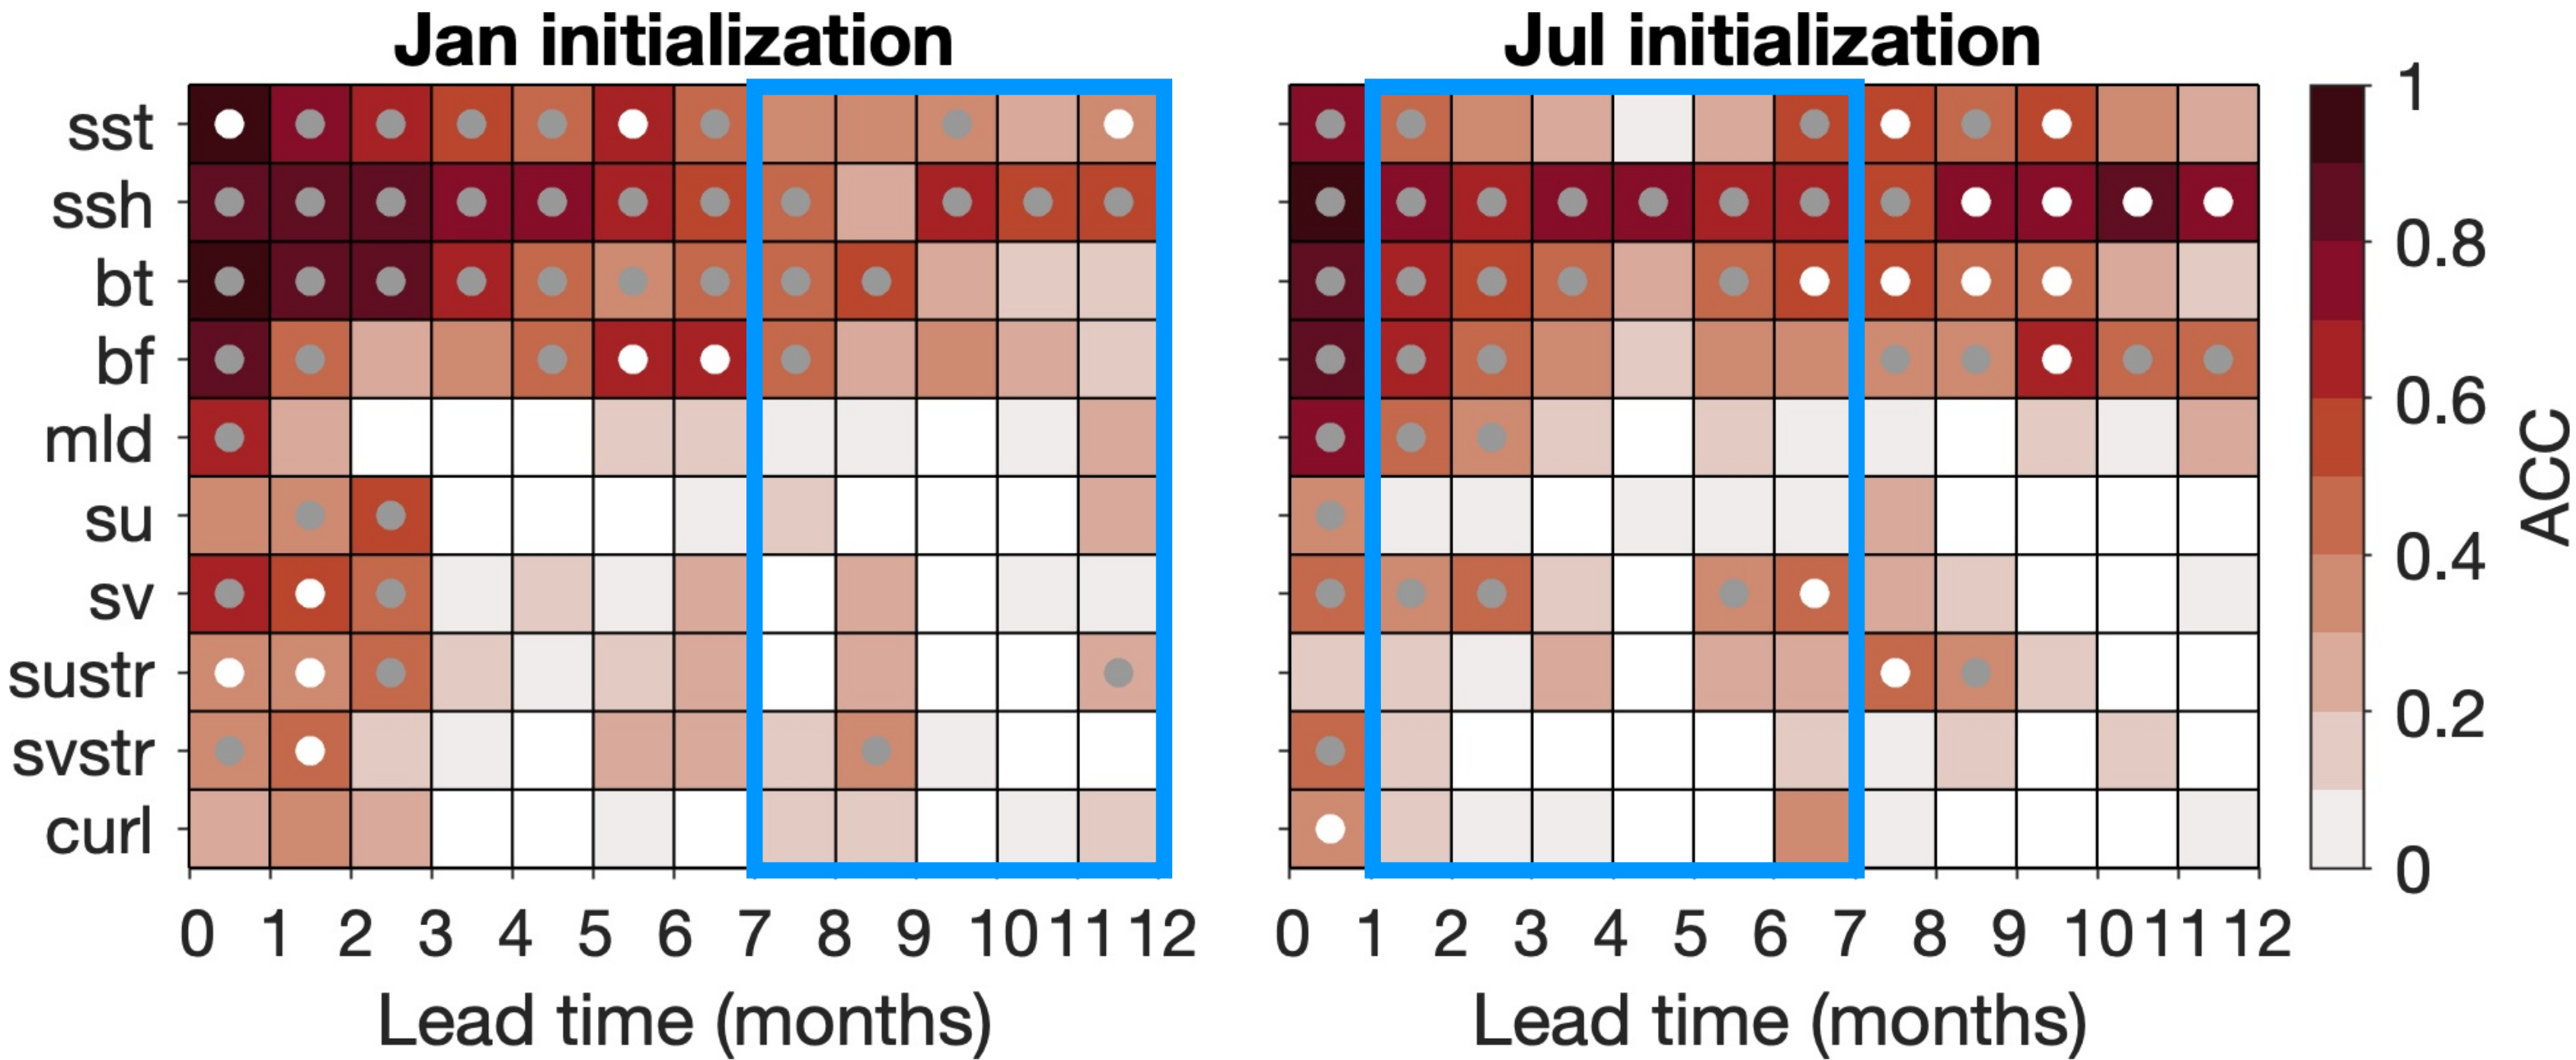 Jan initialization
Jul initialization
sst
ssh
bt
bf
mld
su
sv
sustr
svstr
curl
0 1 2 3 4 5 6 7 8 9 10 11 12
Lead time (months)
0 1 2 3 4 5 6 7 8 9 10 11 12
Lead time (months)
1
0.8
0.6
0.4
0.2
0
ACC